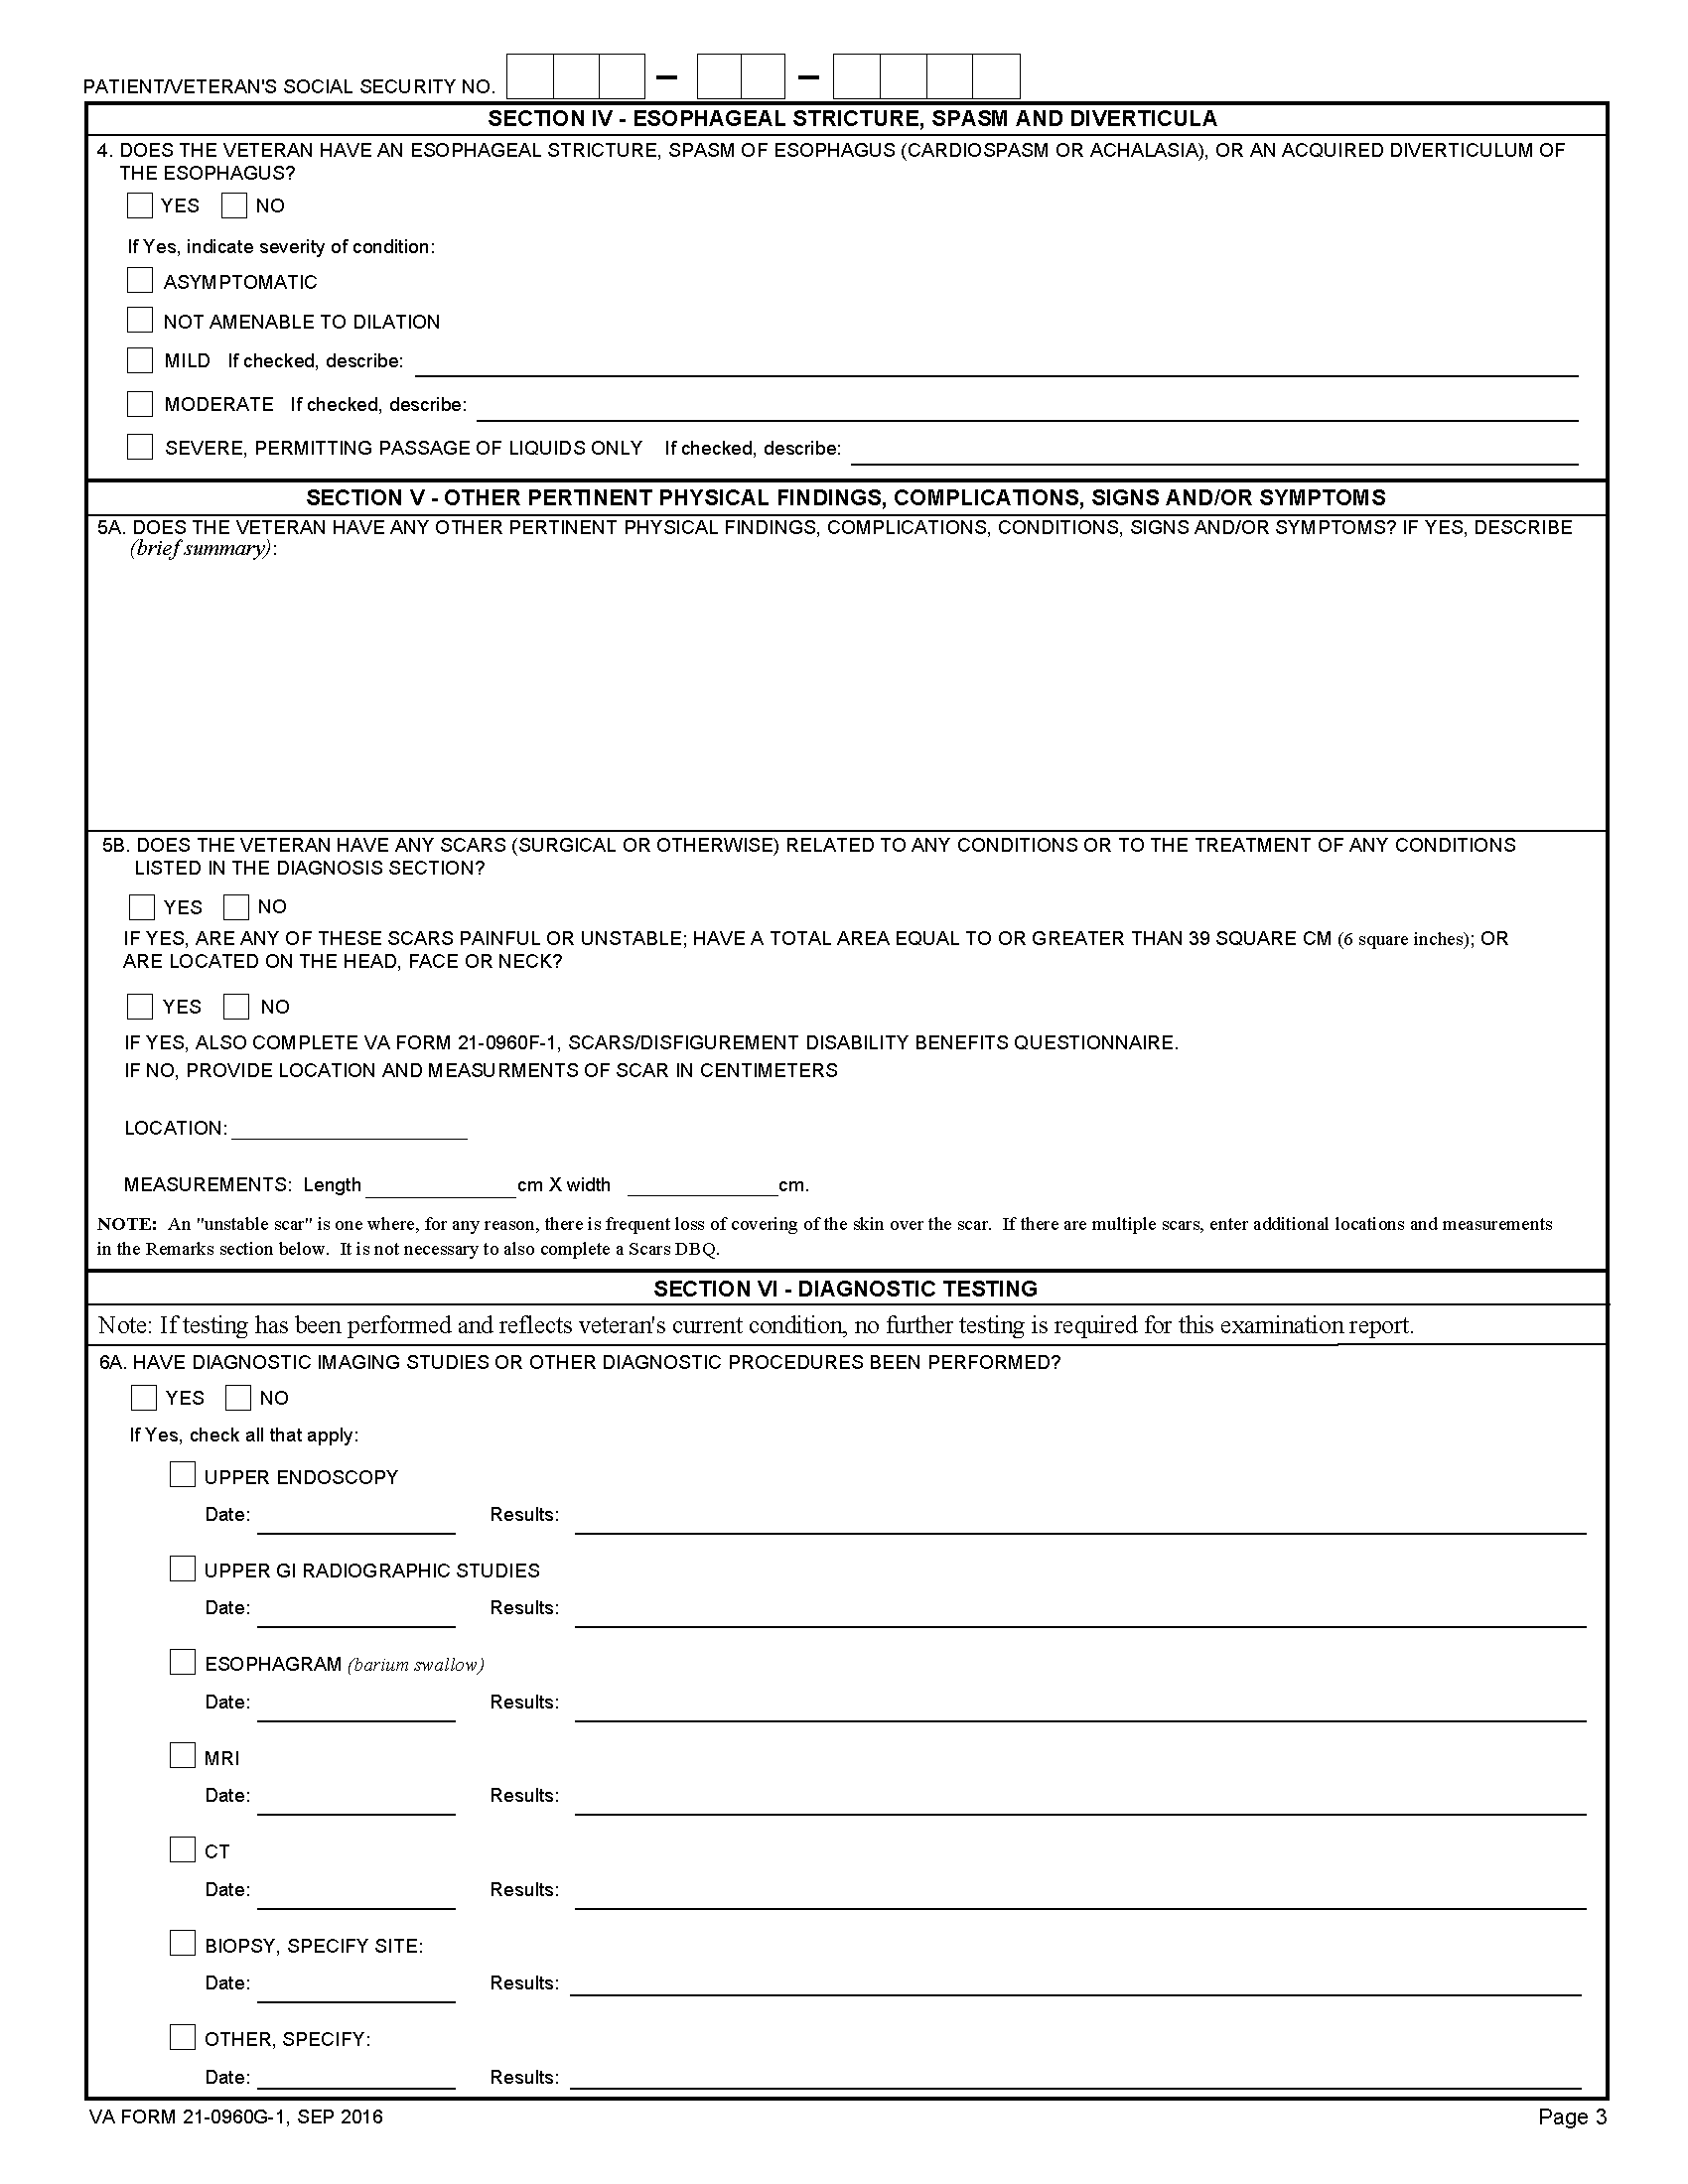 PATIENT/VETERAN'S SOCIAL SECURITY NO. – –
SECTION IV - ESOPHAGEAL STRICTURE, SPASM AND DIVERTICULA
4. DOES THE VETERAN HAVE AN ESOPHAGEAL STRICTURE, SPASM OF ESOPHAGUS (CARDIOSPASM OR ACHALASIA), OR AN ACQUIRED DIVERTICULUM OF
THE ESOPHAGUS?
YES NO
If Yes, indicate severity of condition:
ASYMPTOMATIC
NOT AMENABLE TO DILATION
MILD If checked, describe:
MODERATE If checked, describe:
SEVERE, PERMITTING PASSAGE OF LIQUIDS ONLY If checked, describe:
SECTION V - OTHER PERTINENT PHYSICAL FINDINGS, COMPLICATIONS, SIGNS AND/OR SYMPTOMS
5A. DOES THE VETERAN HAVE ANY OTHER PERTINENT PHYSICAL FINDINGS, COMPLICATIONS, CONDITIONS, SIGNS AND/OR SYMPTOMS? IF YES, DESCRIBE
(brief summary):
5B. DOES THE VETERAN HAVE ANY SCARS (SURGICAL OR OTHERWISE) RELATED TO ANY CONDITIONS OR TO THE TREATMENT OF ANY CONDITIONS
LISTED IN THE DIAGNOSIS SECTION?
YES NO
IF YES, ARE ANY OF THESE SCARS PAINFUL OR UNSTABLE; HAVE A TOTAL AREA EQUAL TO OR GREATER THAN 39 SQUARE CM (6 square inches); OR
ARE LOCATED ON THE HEAD, FACE OR NECK?
YES NO
IF YES, ALSO COMPLETE VA FORM 21-0960F-1, SCARS/DISFIGUREMENT DISABILITY BENEFITS QUESTIONNAIRE.
IF NO, PROVIDE LOCATION AND MEASURMENTS OF SCAR IN CENTIMETERS
LOCATION:
MEASUREMENTS: Length cm X width cm.
NOTE: An "unstable scar" is one where, for any reason, there is frequent loss of covering of the skin over the scar. If there are multiple scars, enter additional locations and measurements
in the Remarks section below. It is not necessary to also complete a Scars DBQ.
SECTION VI - DIAGNOSTIC TESTING
Note: If testing has been performed and reflects veteran's current condition, no further testing is required for this examination report.
6A. HAVE DIAGNOSTIC IMAGING STUDIES OR OTHER DIAGNOSTIC PROCEDURES BEEN PERFORMED?
YES NO
If Yes, check all that apply:
UPPER ENDOSCOPY
Date: Results:
UPPER GI RADIOGRAPHIC STUDIES
Date: Results:
ESOPHAGRAM (barium swallow)
Date: Results:
MRI
Date: Results:
CT
Date: Results:
BIOPSY, SPECIFY SITE:
Date: Results:
OTHER, SPECIFY:
Date: Results:
VA FORM 21-0960G-1, SEP 2016 Page 3